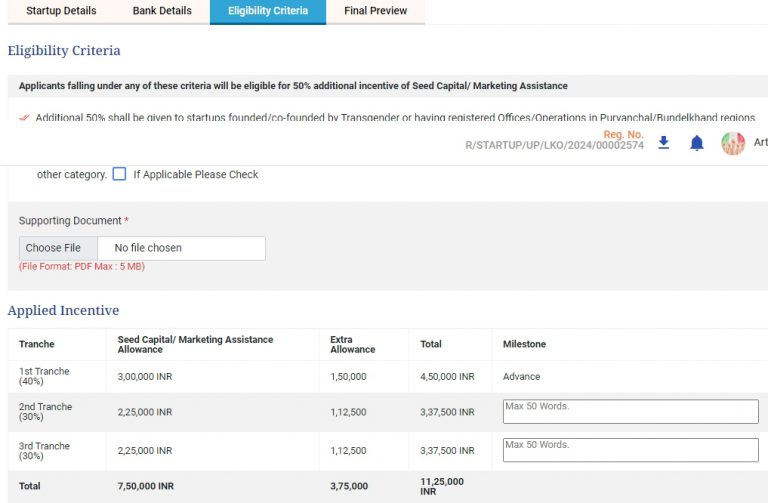 Startup Details Bank Details Eligibility Criteria Final Preview
Eligibility Criteria
Applicants falling under any of these criteria will be eligible for 50% additional incentive of Seed Capital/ Marketing Assistance
Additional 50% shall be given to startups founded/co-founded by Transgender or having registered Offices/Operations in Purvanchal/Bundelkhand regions
Reg. No.
R/STARTUP/UP/LKO/2024/00002574
Art
other category. If Applicable Please Check
Supporting Document *
Choose File No file chosen
(File Format: PDF Max : 5 MB)
Applied Incentive
Tranche Seed Capital/ Marketing Assistance Allowance Extra Allowance Total Milestone
1st Tranche (40%) 3,00,000 INR 1,50,000 4,50,000 INR Advance
2nd Tranche (30%) 2,25,000 INR 1,12,500 3,37,500 INR Max 50 Words.
3rd Tranche (30%) 2,25,000 INR 1,12,500 3,37,500 INR Max 50 Words.
Total 7,50,000 INR 3,75,000 11,25,000 INR